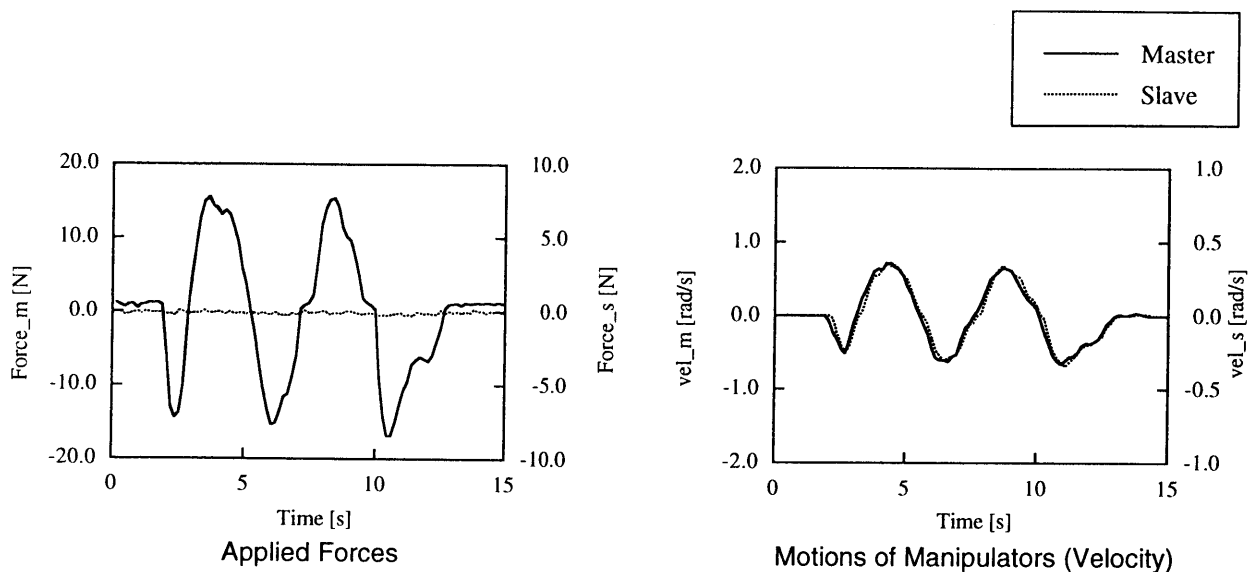 Master
Slave
20.0
10.0
0.0
-10.0
-20.0
Force_m [N]
10.0
5.0
0.0
-5.0
-10.0
Force_s [N]
0
5
10
15
Time [s]
Applied Forces
2.0
1.0
0.0
-1.0
-2.0
vel_m [rad/s]
1.0
0.5
0.0
-0.5
-1.0
vel_s [rad/s]
0
5
10
15
Time [s]
Motions of Manipulators (Velocity)